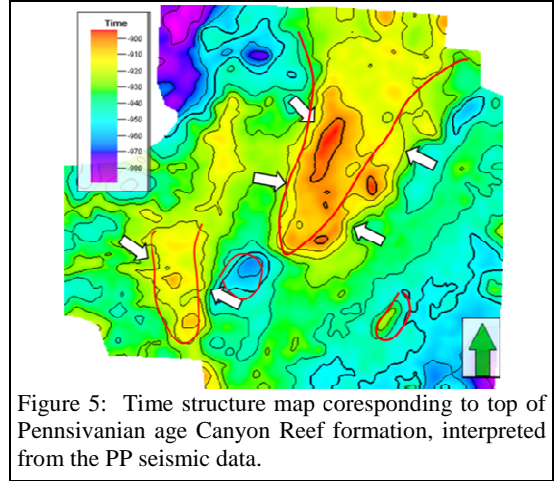 Time
-900
-910
-920
-930
-940
-950
-960
-970
-980
Figure 5: Time structure map coresponding to top of
Pennsivanian age Canyon Reef formation, interpreted
from the PP seismic data.